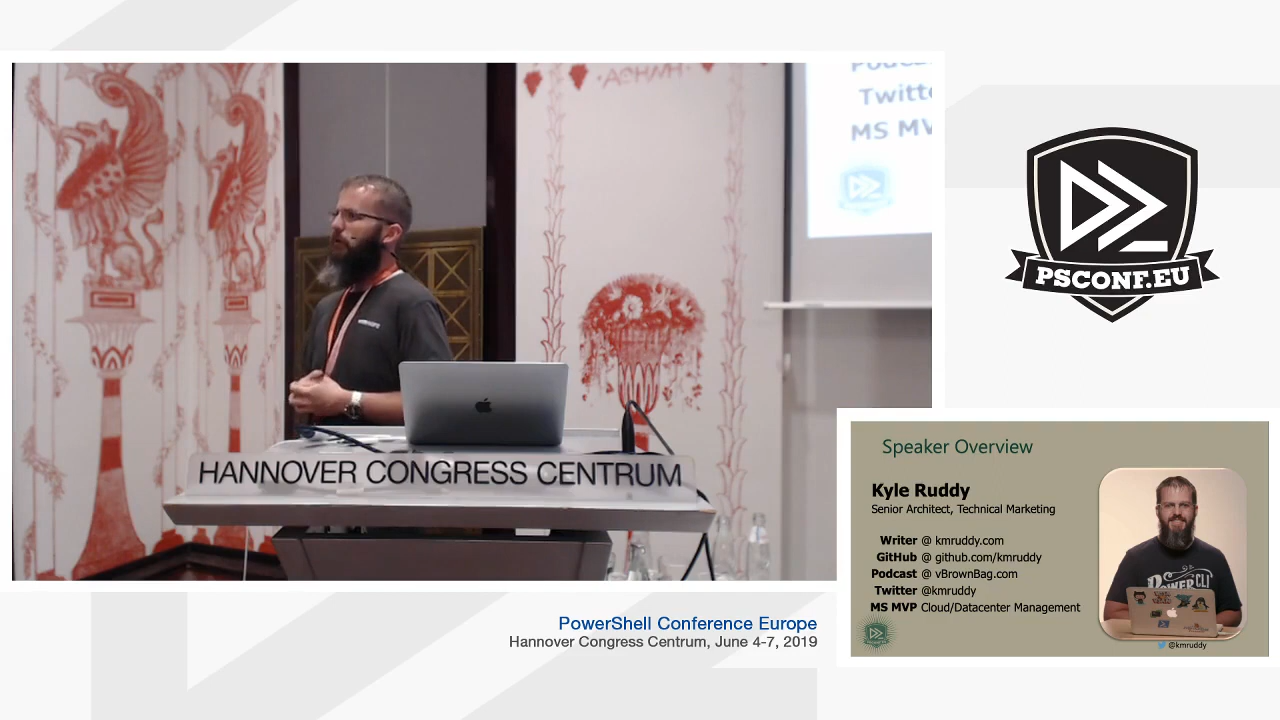 Twitt
MS MV
vmware
HANNOVER CONGRESS CENTRUM
PSCONF.EU
Speaker Overview
Kyle Ruddy
Senior Architect, Technical Marketing
Writer @ kmruddy.com
GitHub @ github.com/kmruddy
Podcast @ vBrownBag.com
Twitter @kmruddy
MS MVP Cloud/Datacenter Management
POWERCLI
@kmruddy
PowerShell Conference Europe
Hannover Congress Centrum, June 4-7, 2019